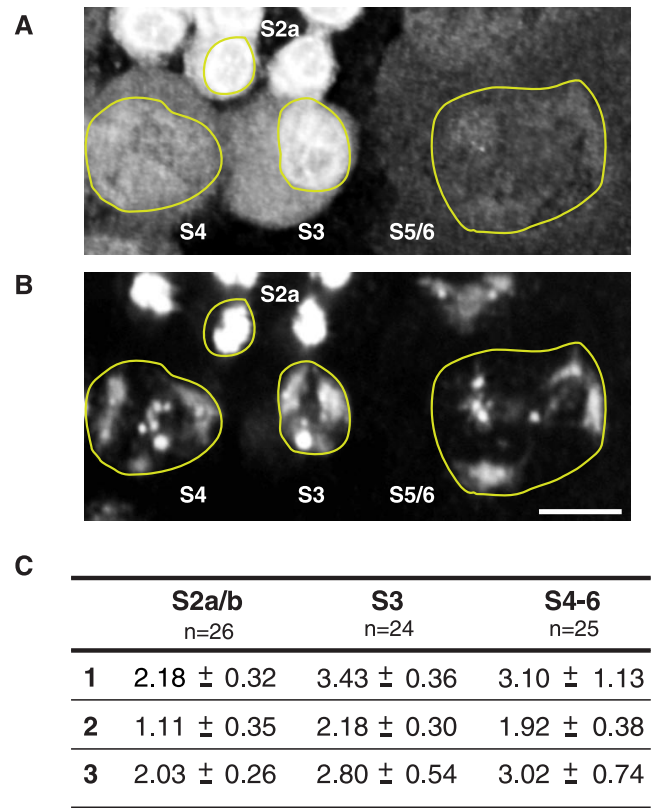 A
S2a
S4 S3 S5/6
B
S2a
S4 S3 S5/6
C
S2a/b S3 S4-6
n=26 n=24 n=25
1 2.18 ± 0.32 3.43 ± 0.36 3.10 ± 1.13
2 1.11 ± 0.35 2.18 ± 0.30 1.92 ± 0.38
3 2.03 ± 0.26 2.80 ± 0.54 3.02 ± 0.74